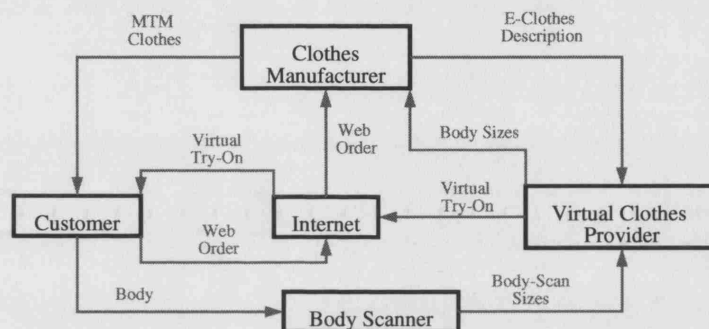 MTM
Clothes
E-Clothes
Description
Clothes
Manufacturer
Web
Order
Body Sizes
Virtual
Try-On
Virtual
Try-On
Customer
Internet
Virtual Clothes
Provider
Web
Order
Body
Body-Scan
Sizes
Body Scanner